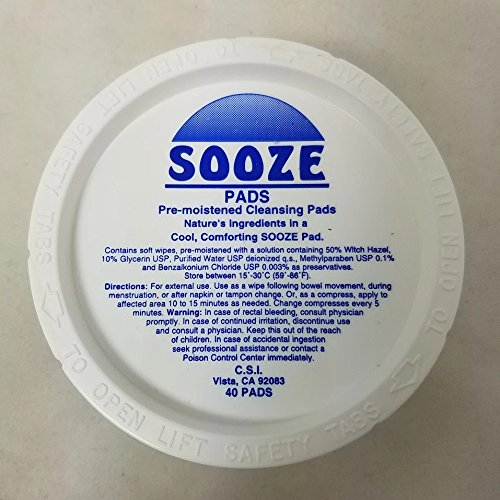 SOOZE
PADS
Pre-moistened Cleansing Pads
Nature's Ingredients in a
Cool, Comforting SOOZE Pad.
Contains soft wipes, pre-moistened with a solution containing 50% Witch Hazel,
10% Glycerin USP, Purified Water USP deionized q.s., Methylparaben USP 0.1%
and Benzalkonium Chloride USP 0.003% as preservatives.
Store between 15°-30°C (59°-86°F).
Directions: For external use. Use as a wipe following bowel movement, during
menstruation, or after napkin or tampon change. Or, as a compress, apply to
affected area 10 to 15 minutes as needed. Change compresses every 5
minutes. Warning: In case of rectal bleeding, consult physician
promptly. In case of continued irritation, discontinue use
and consult a physician. Keep this out of the reach
of children. In case of accidental ingestion
seek professional assistance or contact a
Poison Control Center immediately.
C.S.I.
Vista, CA 92083
40 PADS
TO OPEN LIFT SAFETY TABS
TO OPEN LIFT SAFETY TABS
TO OPEN LIFT SAFETY TABS